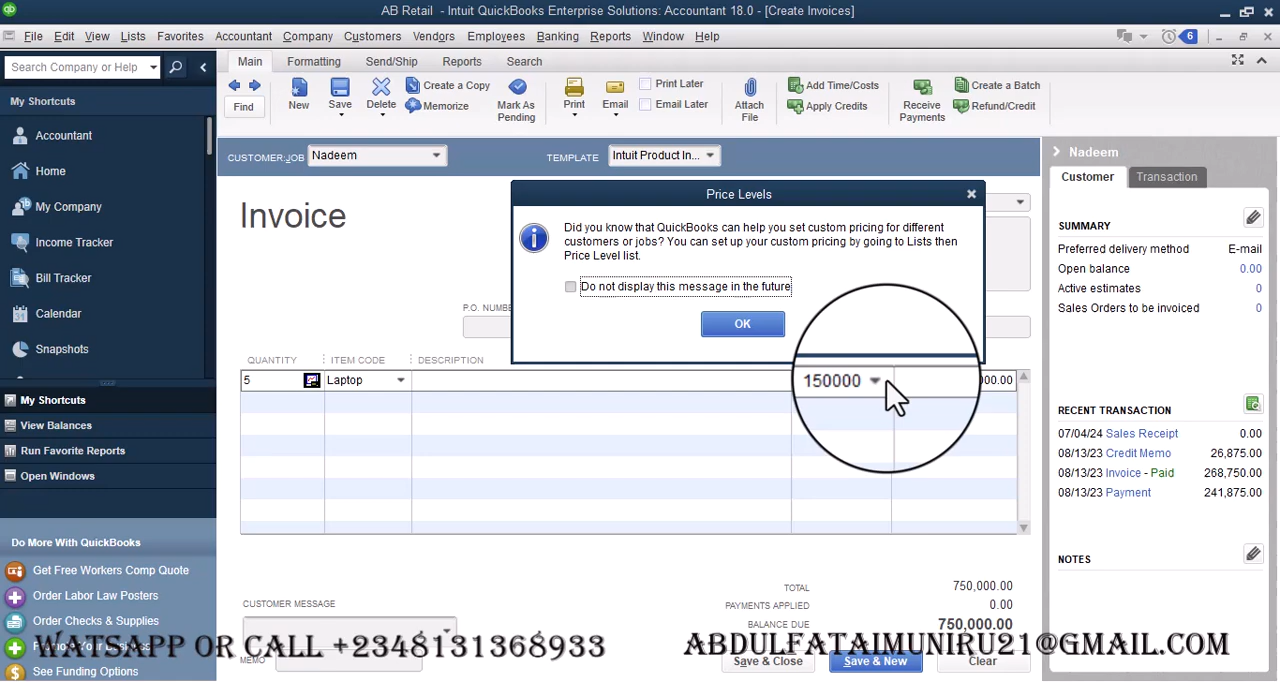 AB Retail - Intuit QuickBooks Enterprise Solutions: Accountant 18.0 - [Create Invoices]
File Edit View Lists Favorites Accountant Company Customers Vendors Employees Banking Reports Window Help
6
Search Company or Help
My Shortcuts
Accountant
Home
My Company
Income Tracker
Bill Tracker
Calendar
Snapshots
My Shortcuts
View Balances
Run Favorite Reports
Open Windows
Do More With QuickBooks
Get Free Workers Comp Quote
Order Labor Law Posters
Order Checks & Supplies
See Funding Options
Main Formatting Send/Ship Reports Search
Find
New
Save
Delete
Create a Copy
Memorize
Mark As
Pending
Print
Email
Print Later
Email Later
Attach
File
Add Time/Costs
Apply Credits
Receive
Payments
Create a Batch
Refund/Credit
CUSTOMER:JOB Nadeem TEMPLATE Intuit Product In...
Invoice
Price Levels
Did you know that QuickBooks can help you set custom pricing for different
customers or jobs? You can set up your custom pricing by going to Lists then
Price Level list.
Do not display this message in the future
OK
P.O. NUMBE
QUANTITY ITEM CODE DESCRIPTION
5 Laptop 150000 000.00
TOTAL 750,000.00
PAYMENTS APPLIED 0.00
BALANCE DUE 750,000.00
CUSTOMER MESSAGE
MEMO
Save & Close Save & New Clear
Nadeem
Customer Transaction
SUMMARY
Preferred delivery method E-mail
Open balance 0.00
Active estimates 0
Sales Orders to be invoiced 0
RECENT TRANSACTION
07/04/24 Sales Receipt 0.00
08/13/23 Credit Memo 26,875.00
08/13/23 Invoice - Paid 268,750.00
08/13/23 Payment 241,875.00
NOTES
WATSAPP OR CALL +2348131368933
ABDULFATAIMUNIRU21@GMAIL.COM